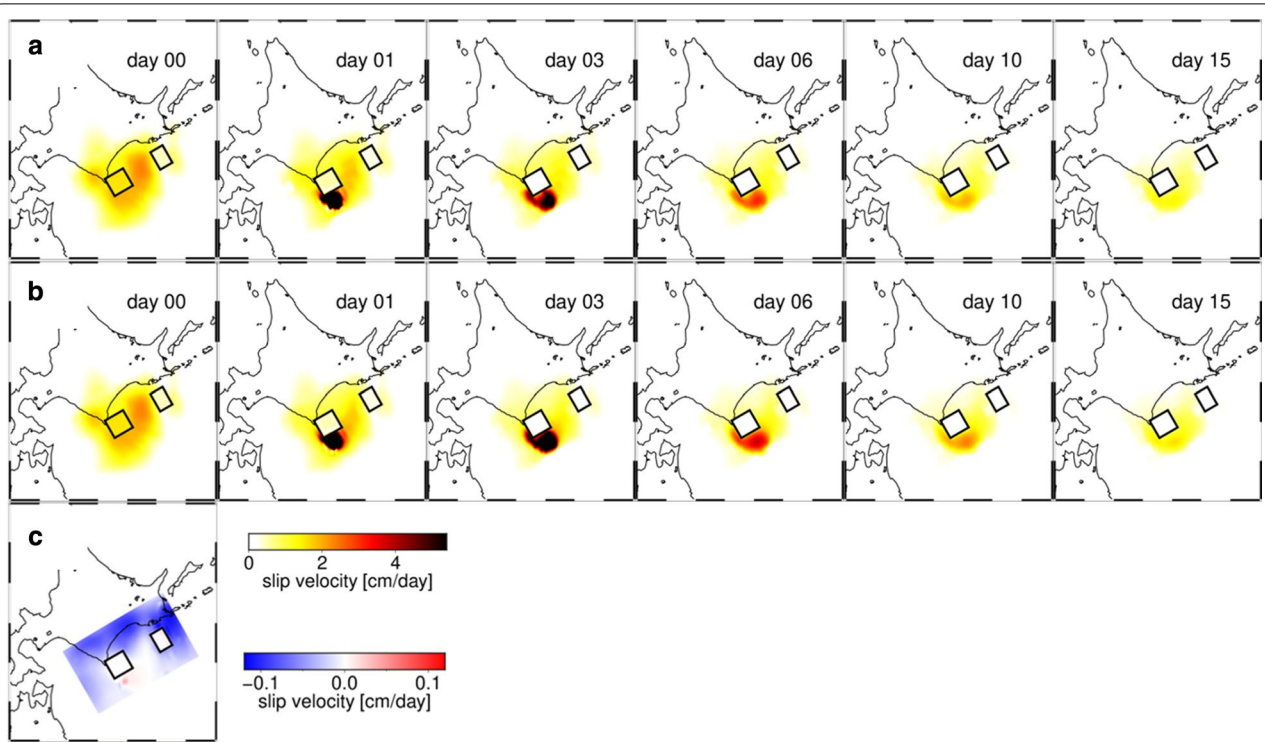 a
day 00 day 01 day 03 day 06 day 10 day 15
b
day 00 day 01 day 03 day 06 day 10 day 15
c
0 2 4
slip velocity [cm/day]
−0.1 0.0 0.1
slip velocity [cm/day]